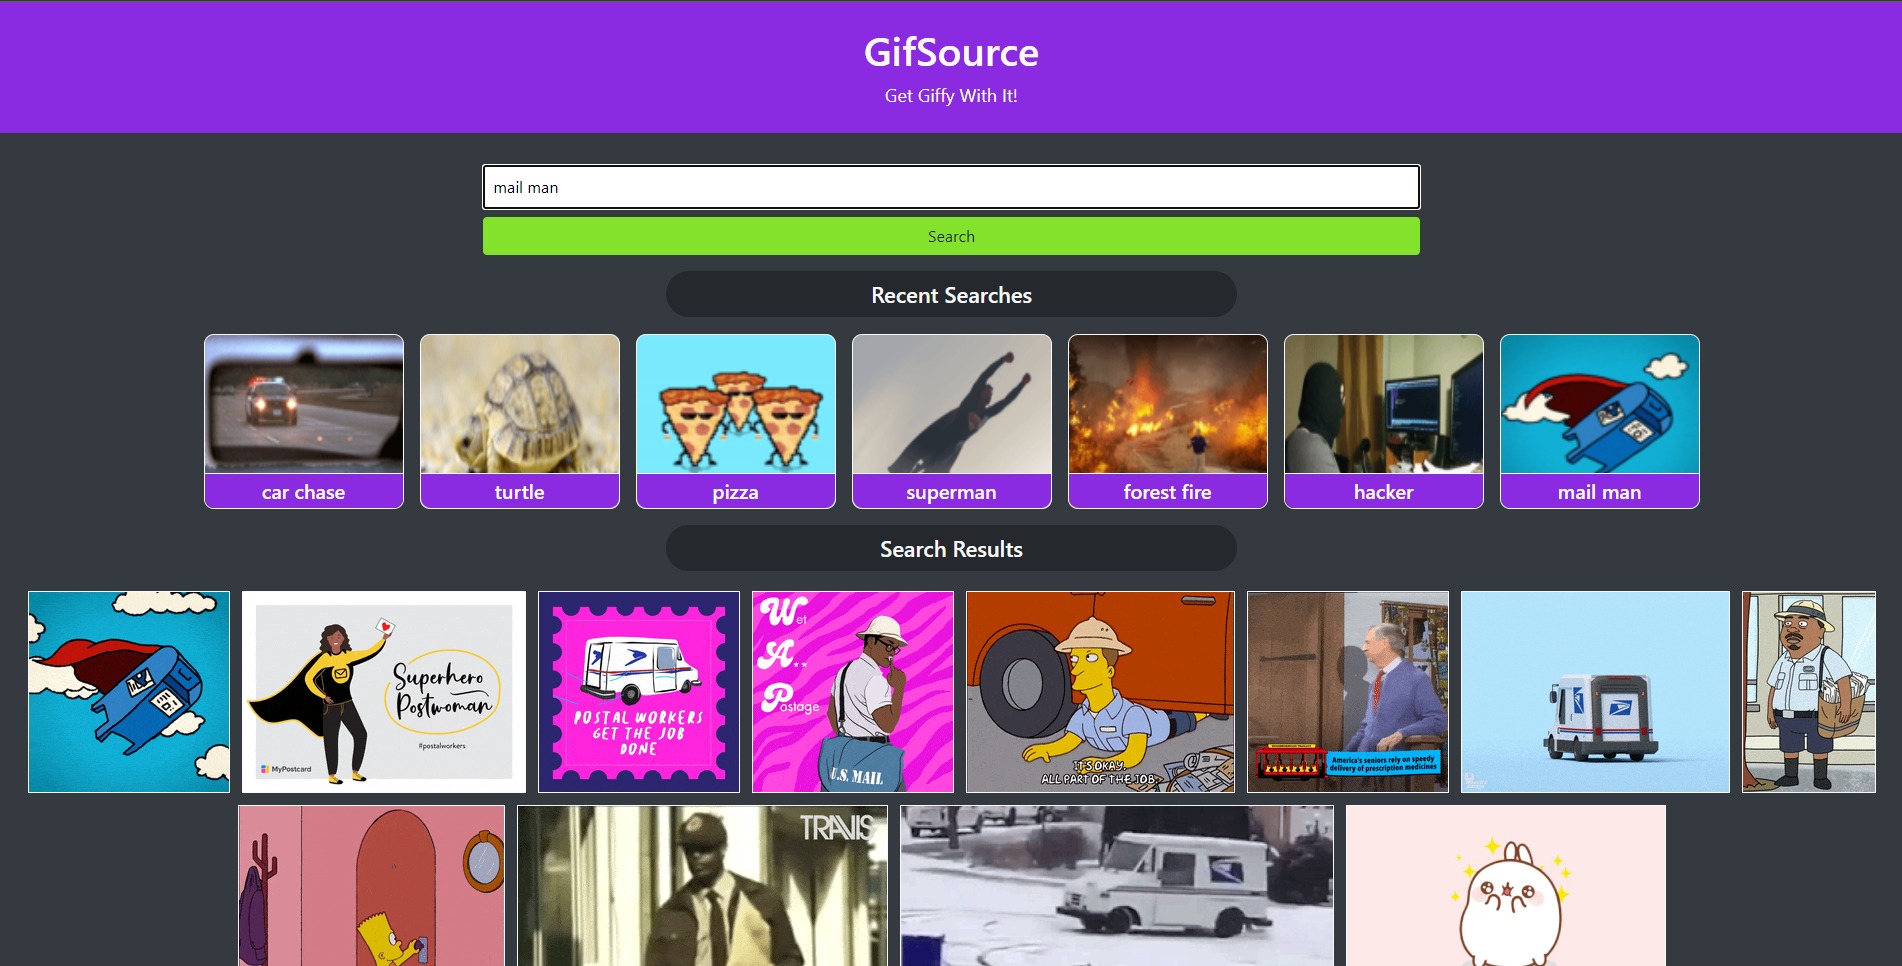 GifSource
Get Giffy With It!
mail man
Search
Recent Searches
car chase
turtle
pizza
superman
forest fire
hacker
mail man
Search Results
Superhero
Postwoman
#postalworkers
MyPostcard
POSTAL WORKERS
GET THE JOB
DONE
Wet
A**
Postage
U.S. MAIL
IT'S OKAY.
ALL PART OF THE JOB.
America's seniors rely on speedy
delivery of prescription medicines
TRAVIS